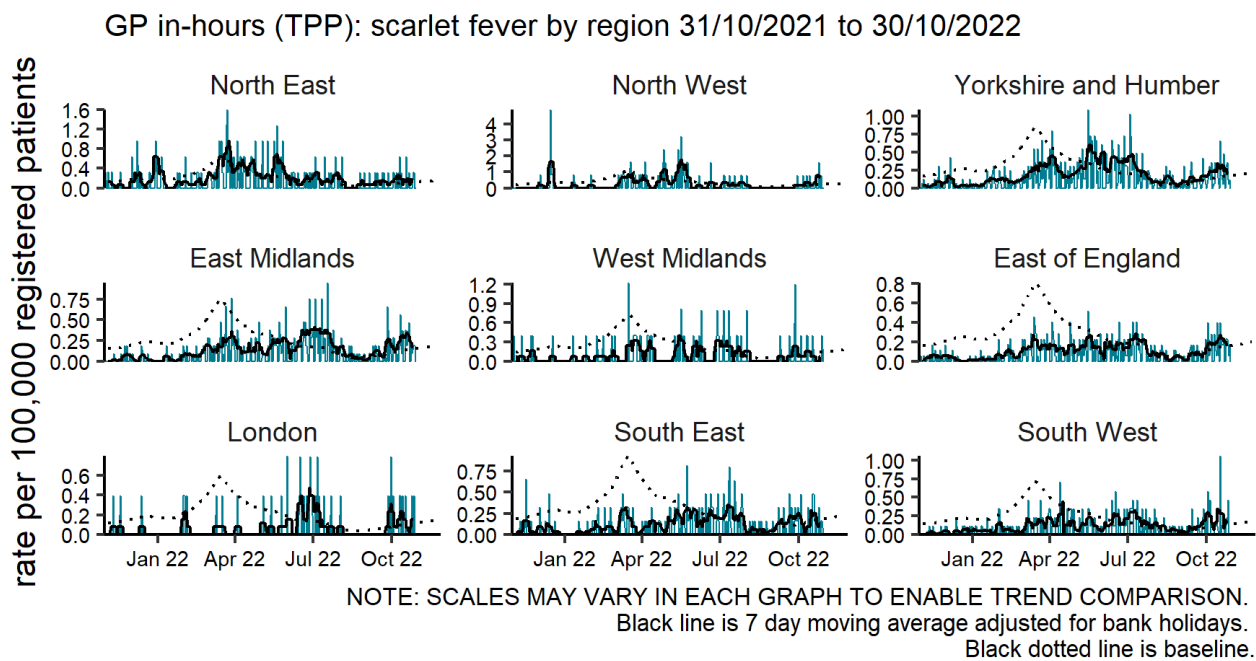 GP in-hours (TPP): scarlet fever by region 31/10/2021 to 30/10/2022
rate per 100,000 registered patients
North East
1.6
1.2
0.8
0.4
0.0
North West
4
3
2
1
0
Yorkshire and Humber
1.00
0.75
0.50
0.25
0.00
East Midlands
0.75
0.50
0.25
0.00
West Midlands
1.2
0.9
0.6
0.3
0.0
East of England
0.8
0.6
0.4
0.2
0.0
London
0.6
0.4
0.2
0.0
Jan 22 Apr 22 Jul 22 Oct 22
South East
0.75
0.50
0.25
0.00
Jan 22 Apr 22 Jul 22 Oct 22
South West
1.00
0.75
0.50
0.25
0.00
Jan 22 Apr 22 Jul 22 Oct 22
NOTE: SCALES MAY VARY IN EACH GRAPH TO ENABLE TREND COMPARISON.
Black line is 7 day moving average adjusted for bank holidays.
Black dotted line is baseline.